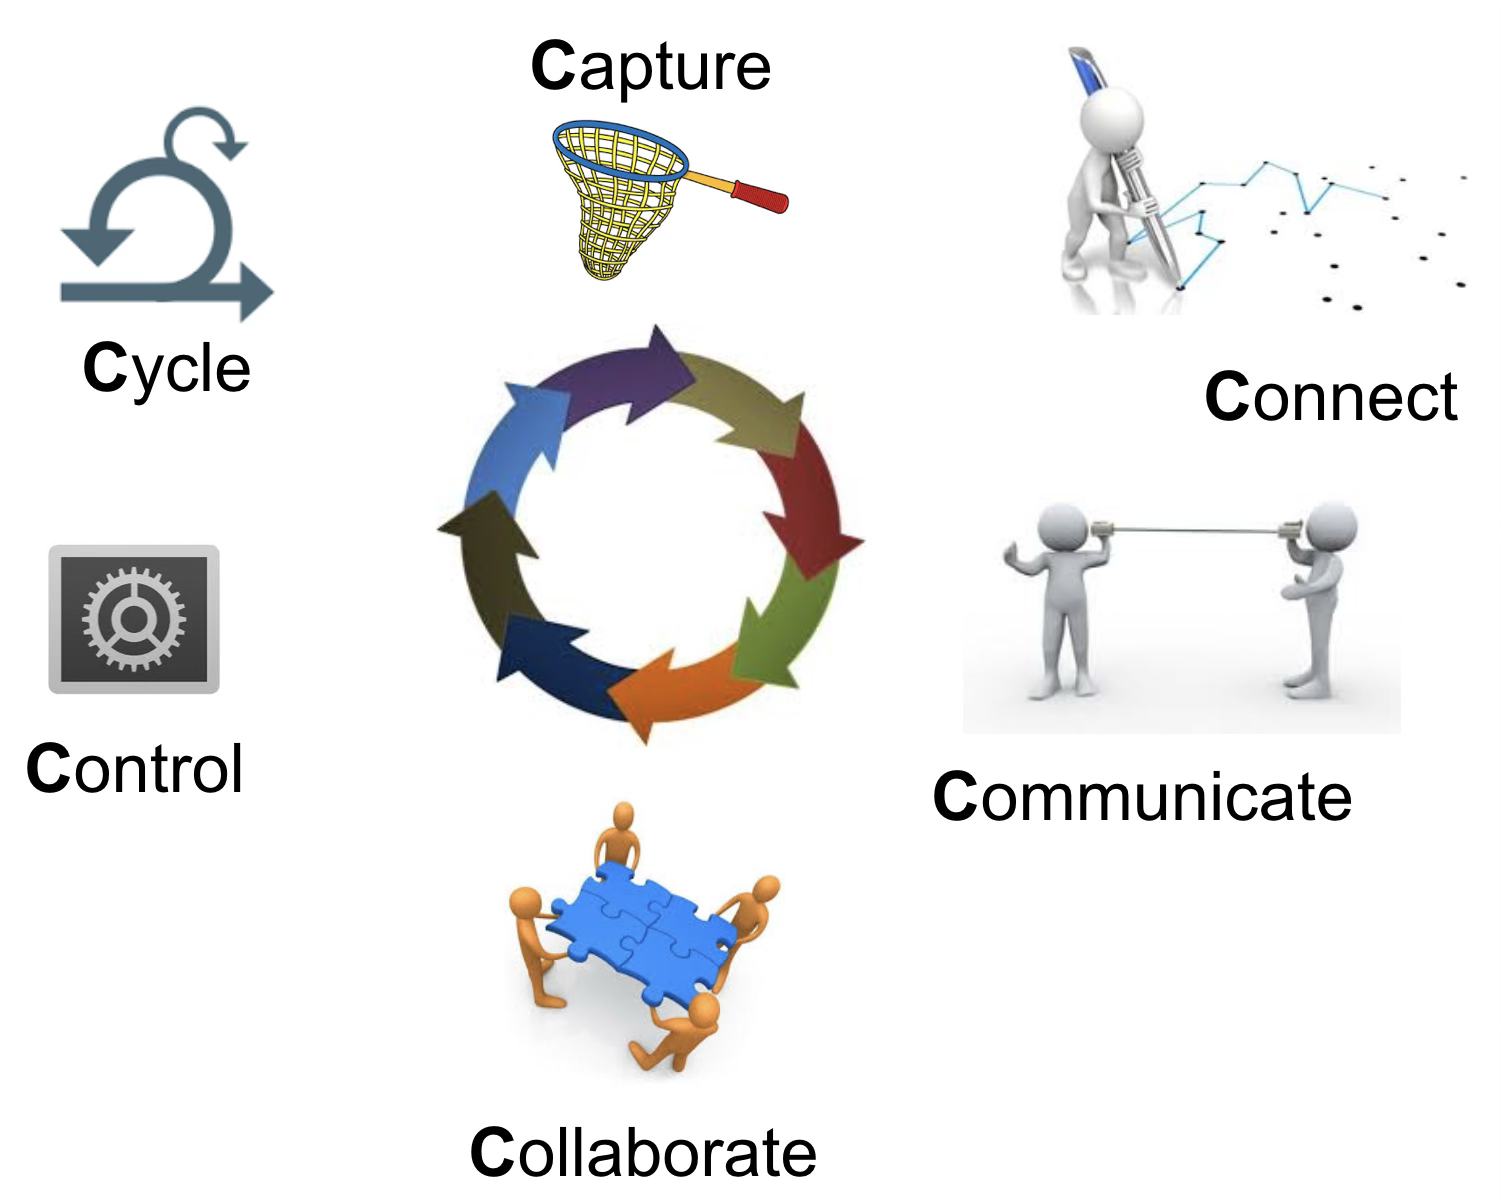 Capture
Cycle
Connect
Control
Communicate
Collaborate